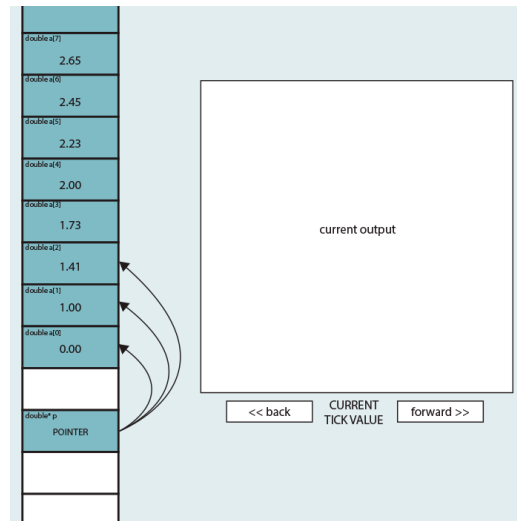 double a[7]
2.65
double a[6]
2.45
double a[5]
2.23
double a[4]
2.00
double a[3]
1.73
double a[2]
1.41
double a[1]
1.00
double a[0]
0.00
double* p
POINTER
current output
<< back
CURRENT
TICK VALUE
forward >>